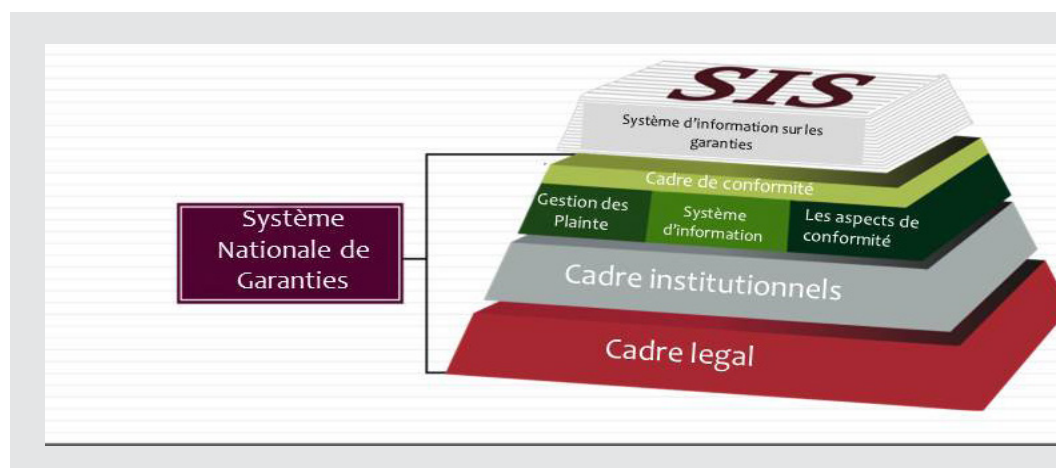 SIS
Système d'information sur les
garanties
Cadre de conformité
Gestion des
Plainte
Système
d'information
Les aspects de
conformité
Système
Nationale de
Garanties
Cadre institutionnels
Cadre legal